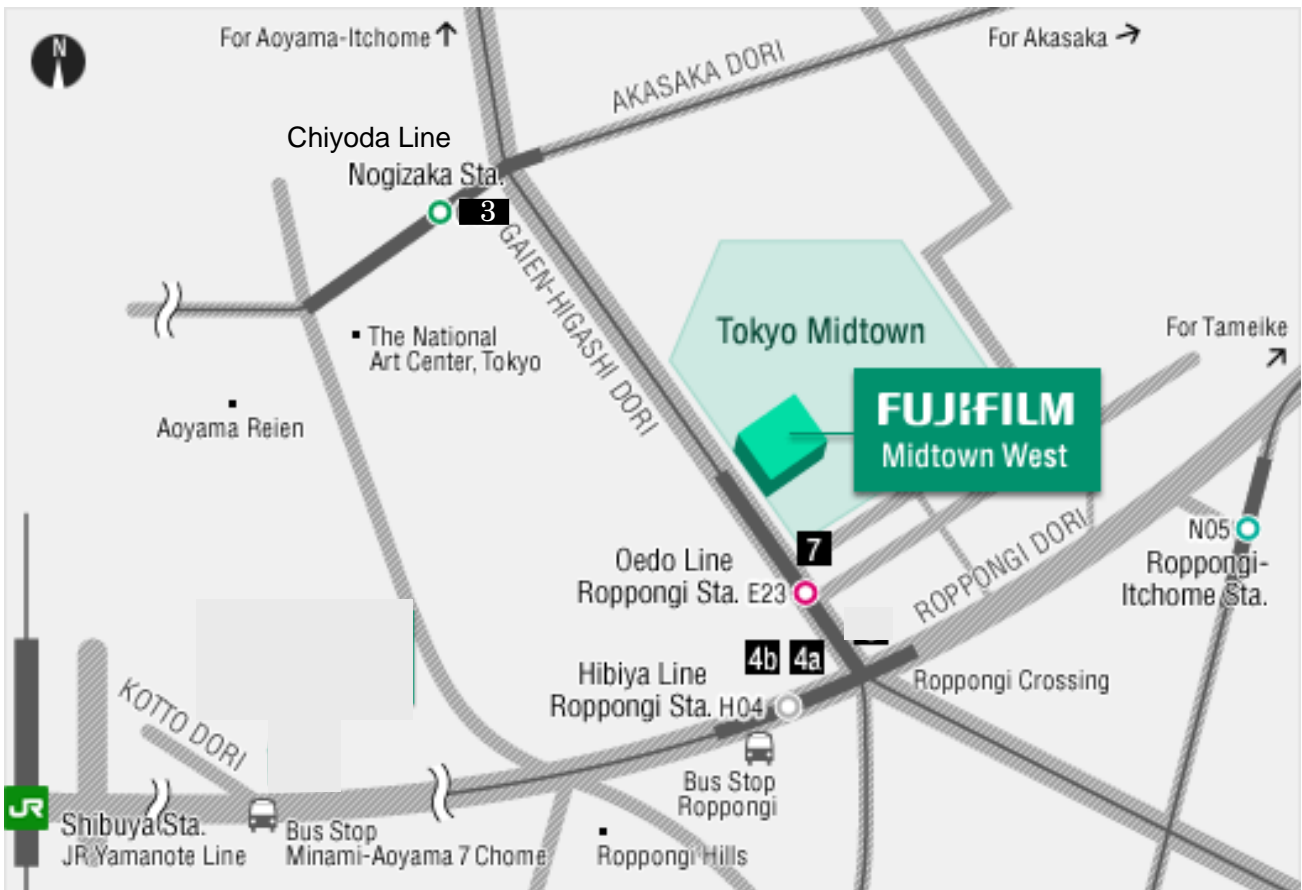 N
For Aoyama-Itchome
For Akasaka
AKASAKA DORI
Chiyoda Line
Nogizaka Sta.
3
GAIEN-HIGASHI DORI
Tokyo Midtown
The National
Art Center, Tokyo
For Tameike
FUJIFILM
Midtown West
Aoyama Reien
7
N05
Roppongi-
Itchome Sta.
Oedo Line
Roppongi Sta. E23
ROPPONGI DORI
4b 4a
Hibiya Line
Roppongi Sta. H04
Roppongi Crossing
KOTTO DORI
Bus Stop
Roppongi
JR
Shibuya Sta.
JR Yamanote Line
Bus Stop
Minami-Aoyama 7 Chome
Roppongi Hills